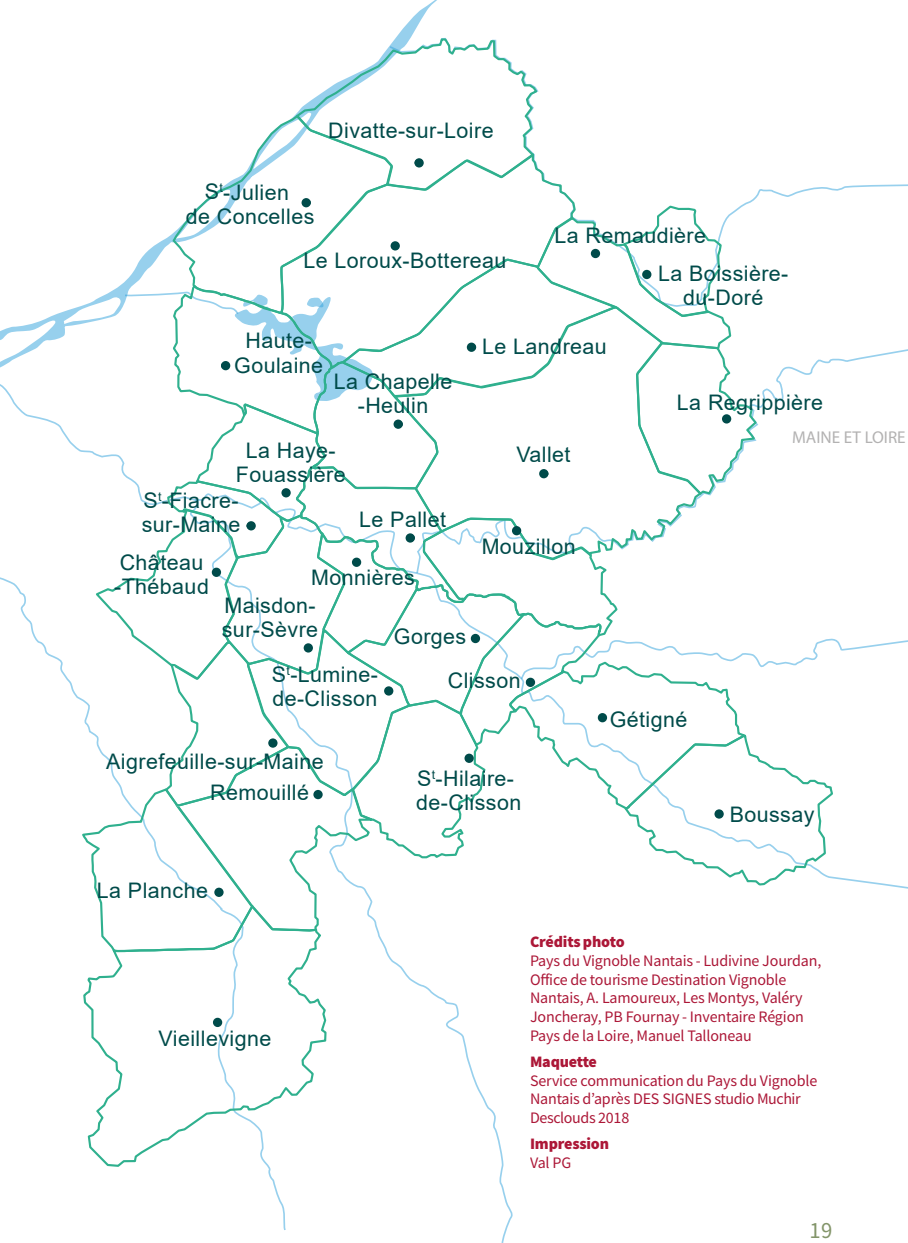 Divatte-sur-Loire
Sᵗ-Julien
de Concelles
La Remaudière
Le Loroux-Bottereau
La Boissière-
du-Doré
Haute-
Goulaine
Le Landreau
La Chapelle
-Heulin
La Regrippière
MAINE ET LOIRE
La Haye-
Fouassière
Vallet
Sᵗ-Fiacre-
sur-Maine
Le Pallet
Mouzillon
Château
-Thébaud
Monnières
Maisdon-
sur-Sèvre
Gorges
Sᵗ-Lumine-
de-Clisson
Clisson
Gétigné
Aigrefeuille-sur-Maine
Remouillé
Sᵗ-Hilaire-
de-Clisson
Boussay
La Planche
Vieillevigne
Crédits photo
Pays du Vignoble Nantais - Ludivine Jourdan,
Office de tourisme Destination Vignoble
Nantais, A. Lamoureux, Les Montys, Valéry
Joncheray, PB Fournay - Inventaire Région
Pays de la Loire, Manuel Talloneau
Maquette
Service communication du Pays du Vignoble
Nantais d’après DES SIGNES studio Muchir
Desclouds 2018
Impression
Val PG
19